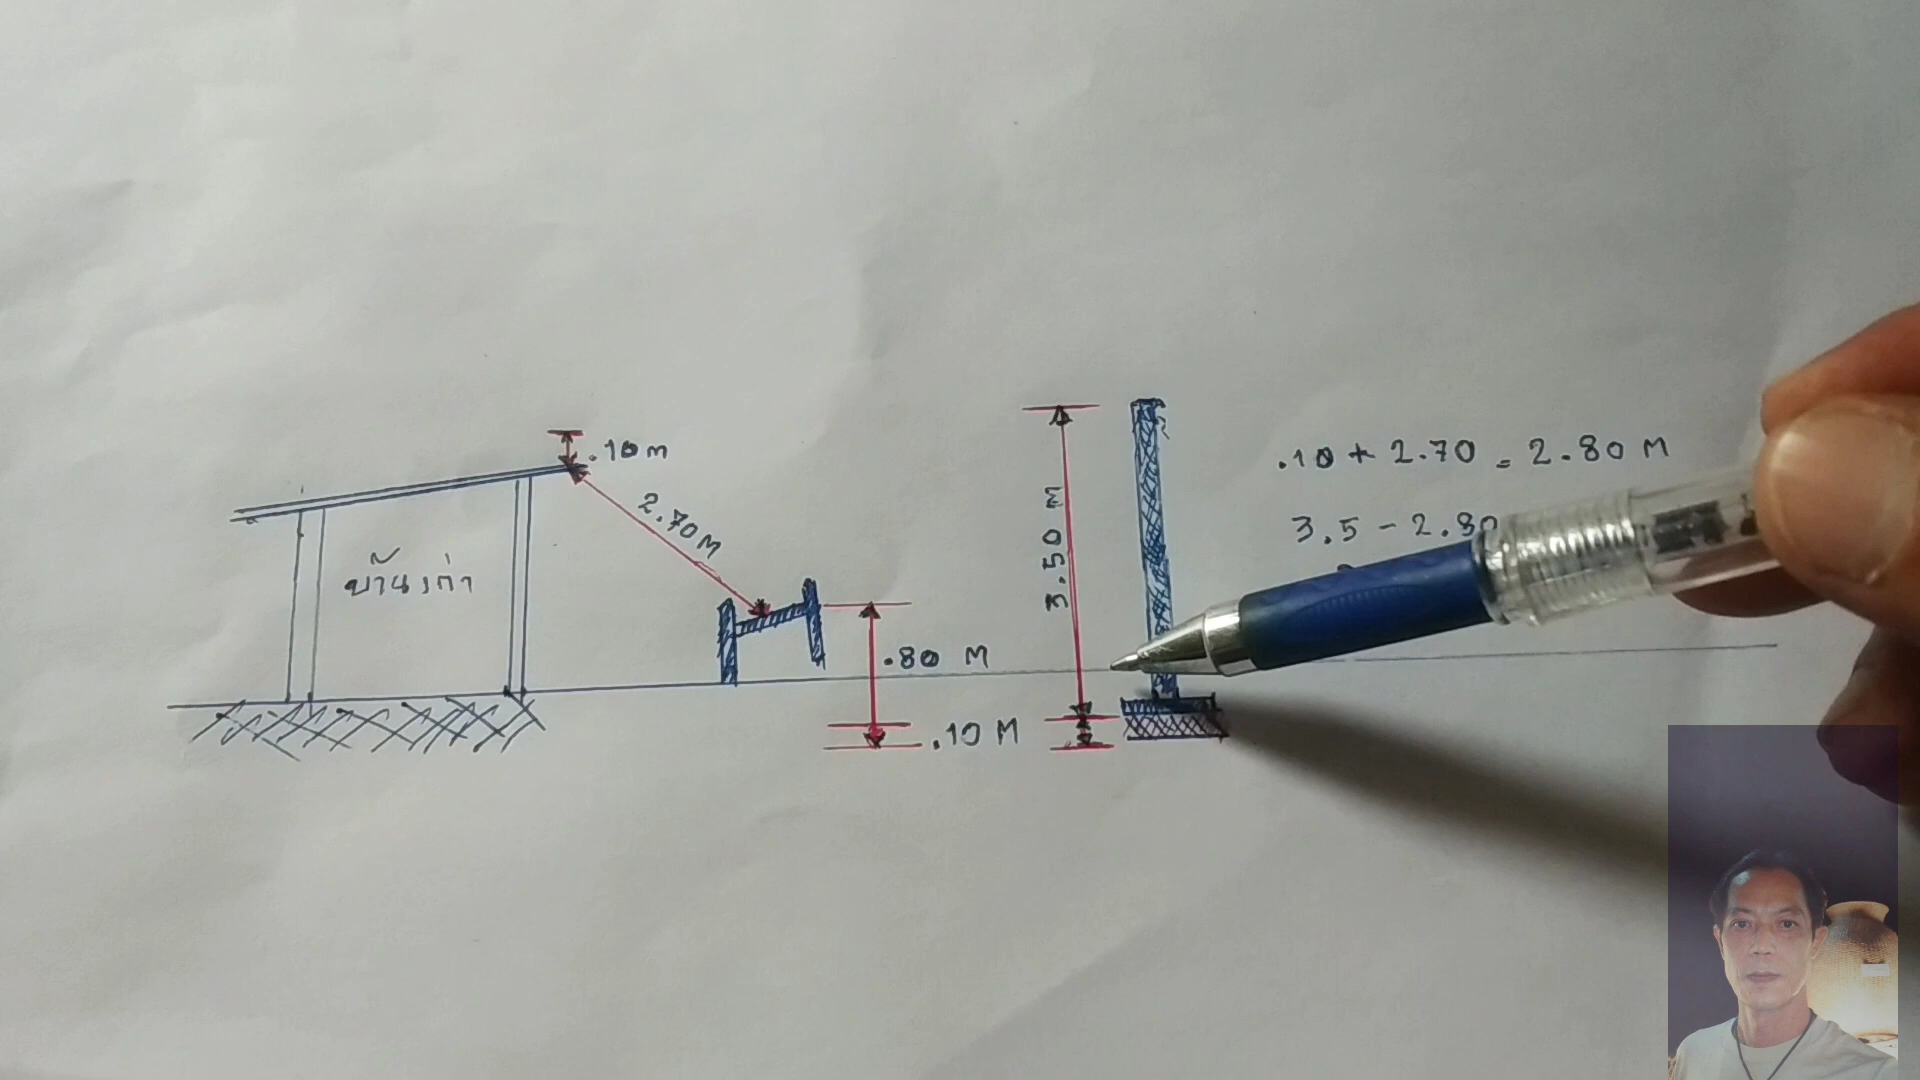 .10 m
2.70 M
บ้านเก่า
.80 M
.10 M
3.50 M
.10 + 2.70 = 2.80 M
3.5 - 2.80